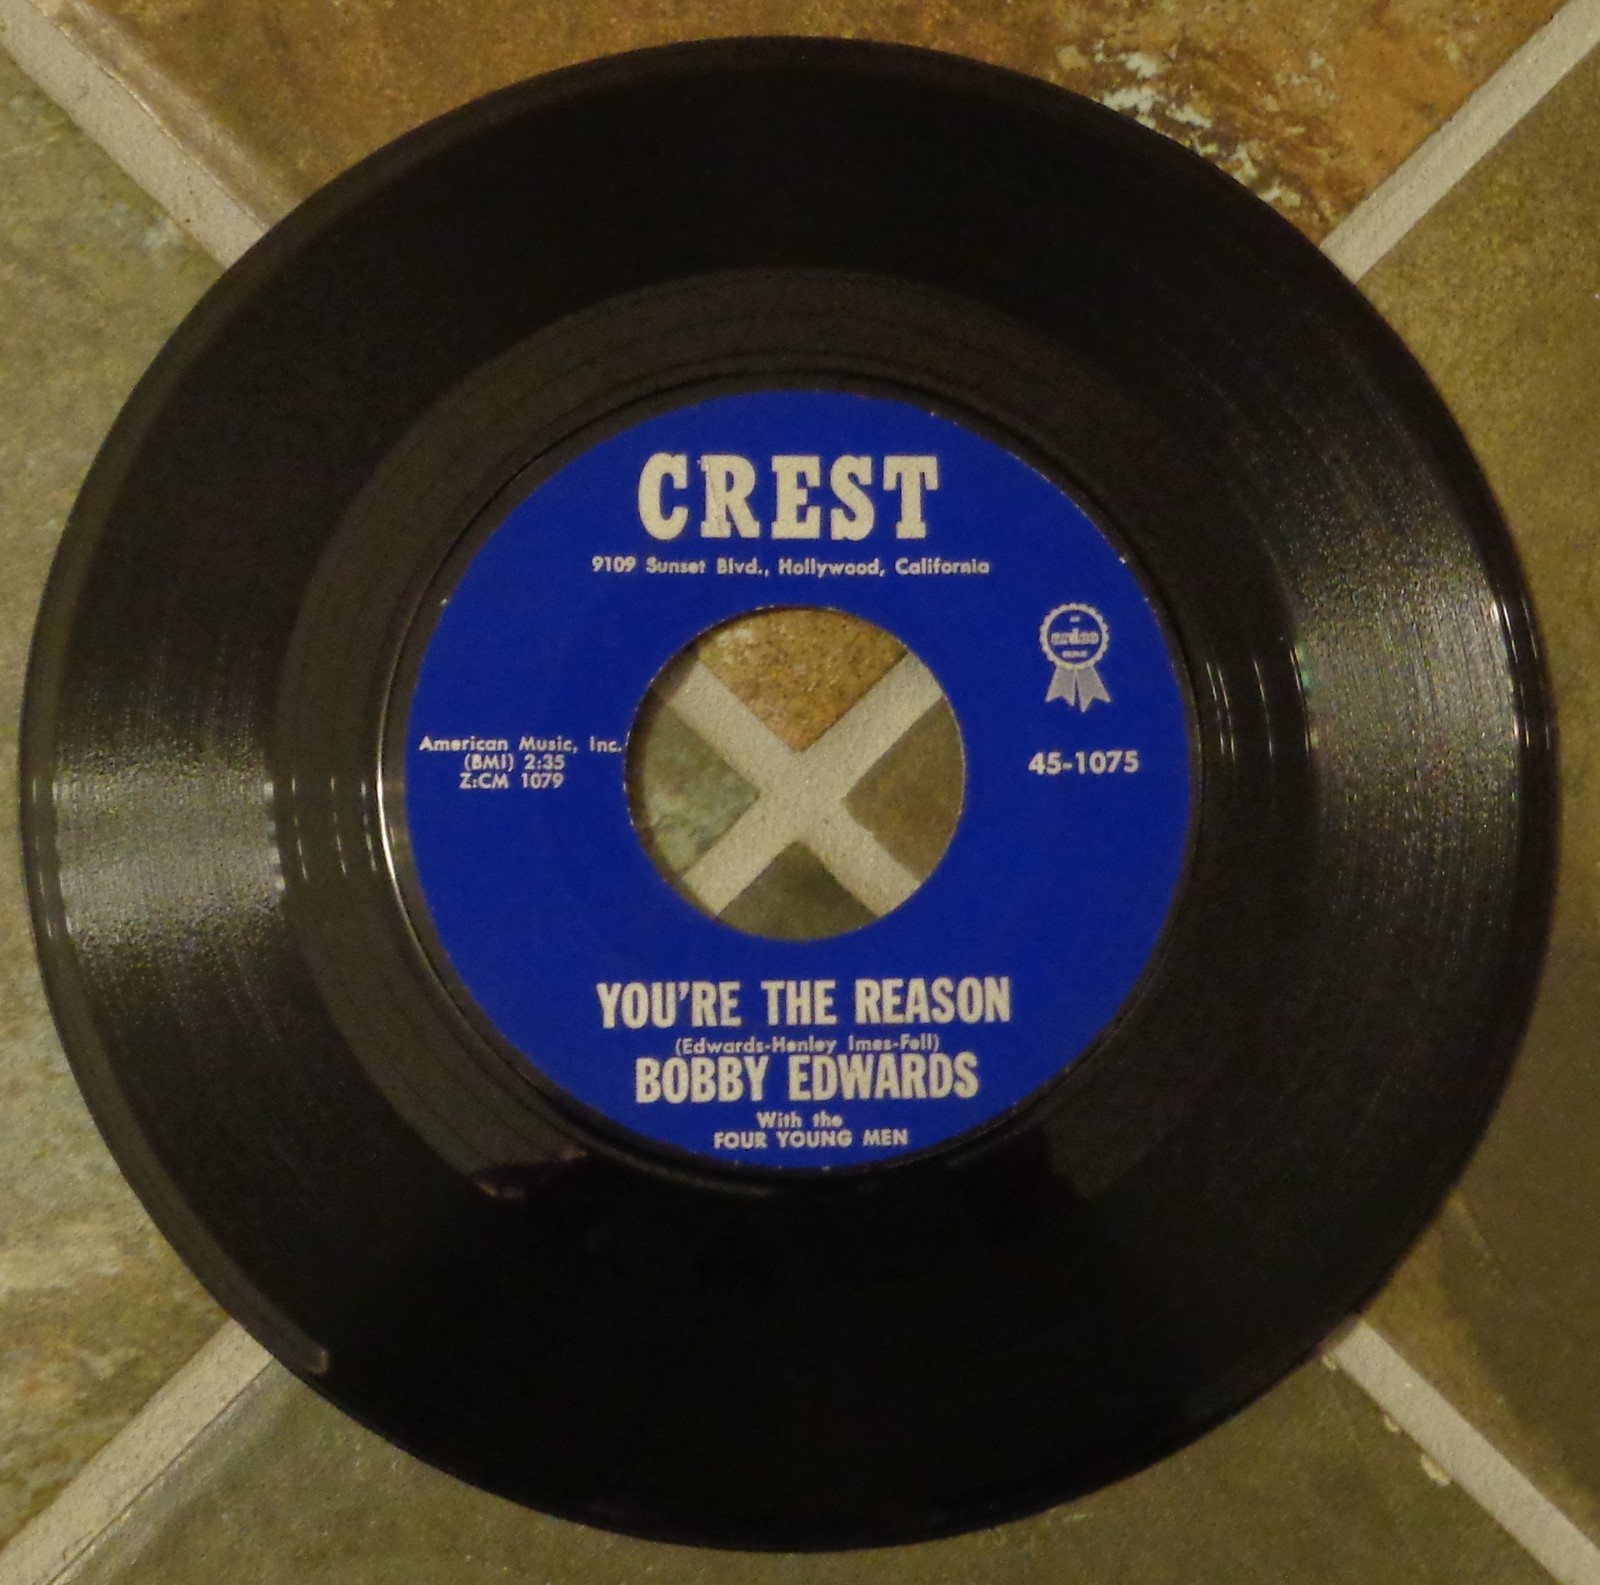 CREST
9109 Sunset Blvd., Hollywood, California
American Music, Inc.
(BMI) 2:35
Z:CM 1079
45-1075
YOU'RE THE REASON
(Edwards-Henley Imes-Fell)
BOBBY EDWARDS
With the
FOUR YOUNG MEN